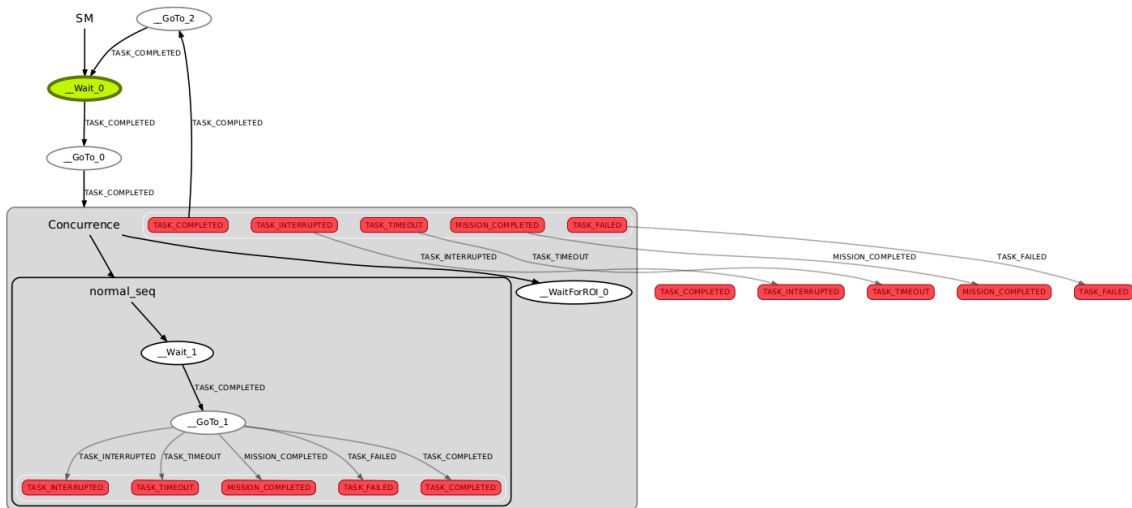 SM
__GoTo_2
TASK_COMPLETED
__Wait_0
TASK_COMPLETED
TASK_COMPLETED
__GoTo_0
TASK_COMPLETED
Concurrence
TASK_COMPLETED
TASK_INTERRUPTED
TASK_TIMEOUT
MISSION_COMPLETED
TASK_FAILED
TASK_INTERRUPTED
TASK_TIMEOUT
MISSION_COMPLETED
TASK_FAILED
normal_seq
__WaitForROI_0
TASK_COMPLETED
TASK_INTERRUPTED
TASK_TIMEOUT
MISSION_COMPLETED
TASK_FAILED
__Wait_1
TASK_COMPLETED
__GoTo_1
TASK_INTERRUPTED
TASK_TIMEOUT
MISSION_COMPLETED
TASK_FAILED
TASK_COMPLETED
TASK_INTERRUPTED
TASK_TIMEOUT
MISSION_COMPLETED
TASK_FAILED
TASK_COMPLETED